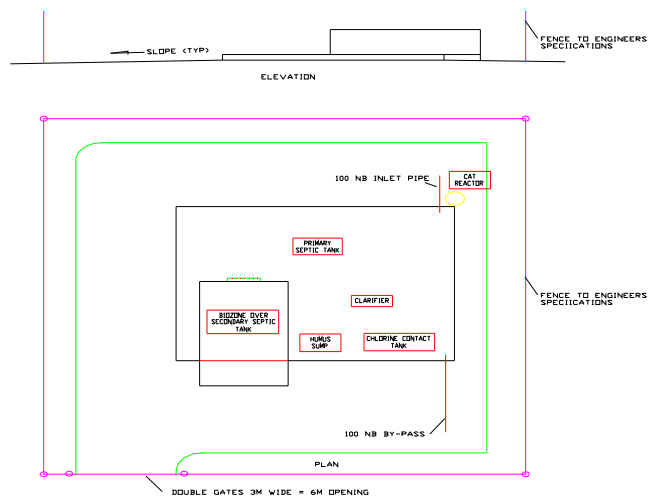 SLOPE (TYP)
FENCE TO ENGINEERS
SPECIICATIONS
ELEVATION
100 NB INLET PIPE
CAT
REACTOR
PRIMARY
SEPTIC TANK
CLARIFIER
FENCE TO ENGINEERS
SPECIICATIONS
BIOZONE OVER
SECONDARY SEPTIC
TANK
HUMUS
SUMP
CHLORINE CONTACT
TANK
100 NB BY-PASS
PLAN
DOUBLE GATES 3M WIDE = 6M OPENING